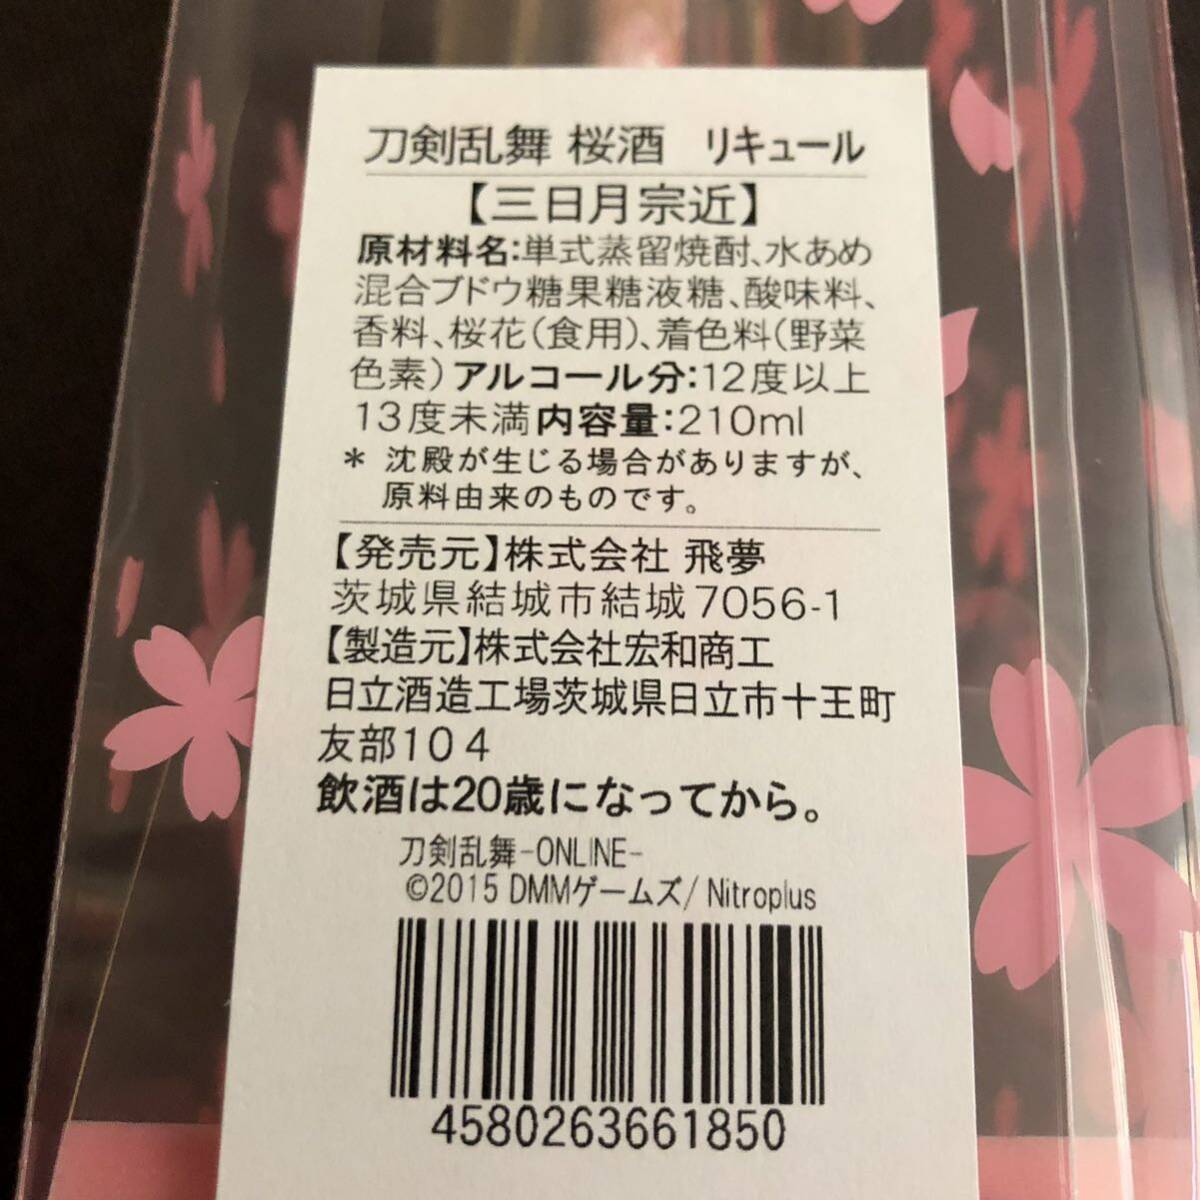 刀剣乱舞 桜酒 リキュール
【三日月宗近】
原材料名:単式蒸留焼酎、水あめ
混合ブドウ糖果糖液糖、酸味料、
香料、桜花(食用)、着色料(野菜
色素)アルコール分:12度以上
13度未満内容量:210ml
* 沈殿が生じる場合がありますが、
原料由来のものです。
【発売元】株式会社 飛夢
茨城県結城市結城7056-1
【製造元】株式会社宏和商工
日立酒造工場茨城県日立市十王町
友部104
飲酒は20歳になってから。
刀剣乱舞-ONLINE-
©2015 DMMゲームズ/ Nitroplus
4580263661850